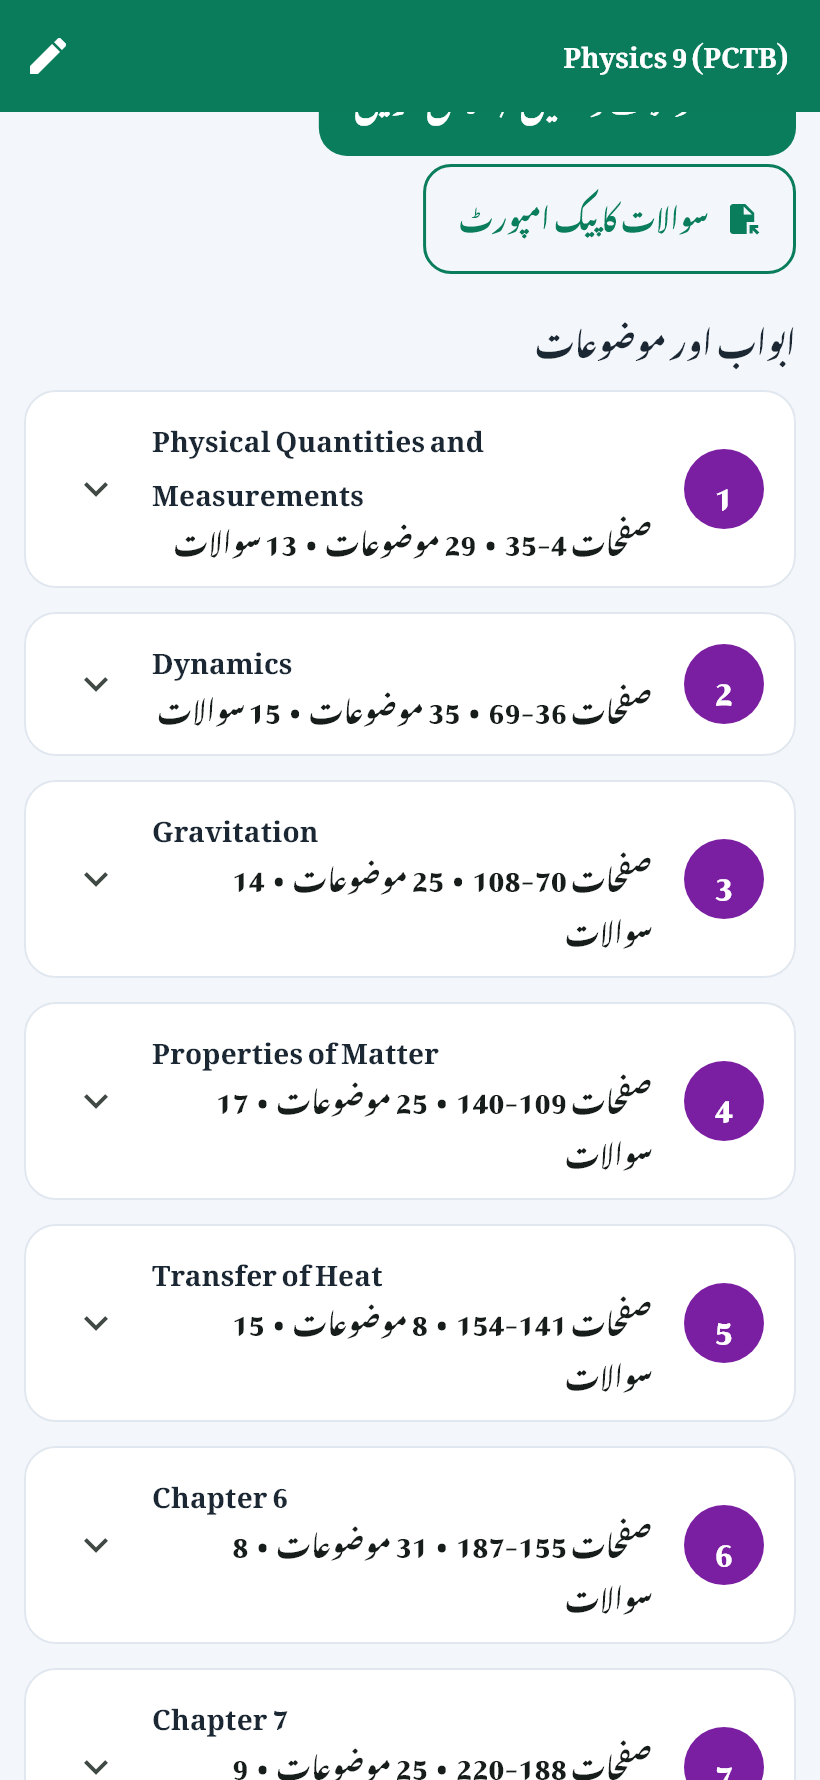 Physics 9 (PCTB)
سوالات کا پیک امپورٹ
ابواب اور موضوعات
1
Physical Quantities and
Measurements
صفحات 4-35 • 29 موضوعات • 13 سوالات
2
Dynamics
صفحات 36-69 • 35 موضوعات • 15 سوالات
3
Gravitation
صفحات 70-108 • 25 موضوعات • 14
سوالات
4
Properties of Matter
صفحات 109-140 • 25 موضوعات • 17
سوالات
5
Transfer of Heat
صفحات 141-154 • 8 موضوعات • 15
سوالات
6
Chapter 6
صفحات 155-187 • 31 موضوعات • 8
سوالات
7
Chapter 7
صفحات 188-220 • 25 موضوعات • 9